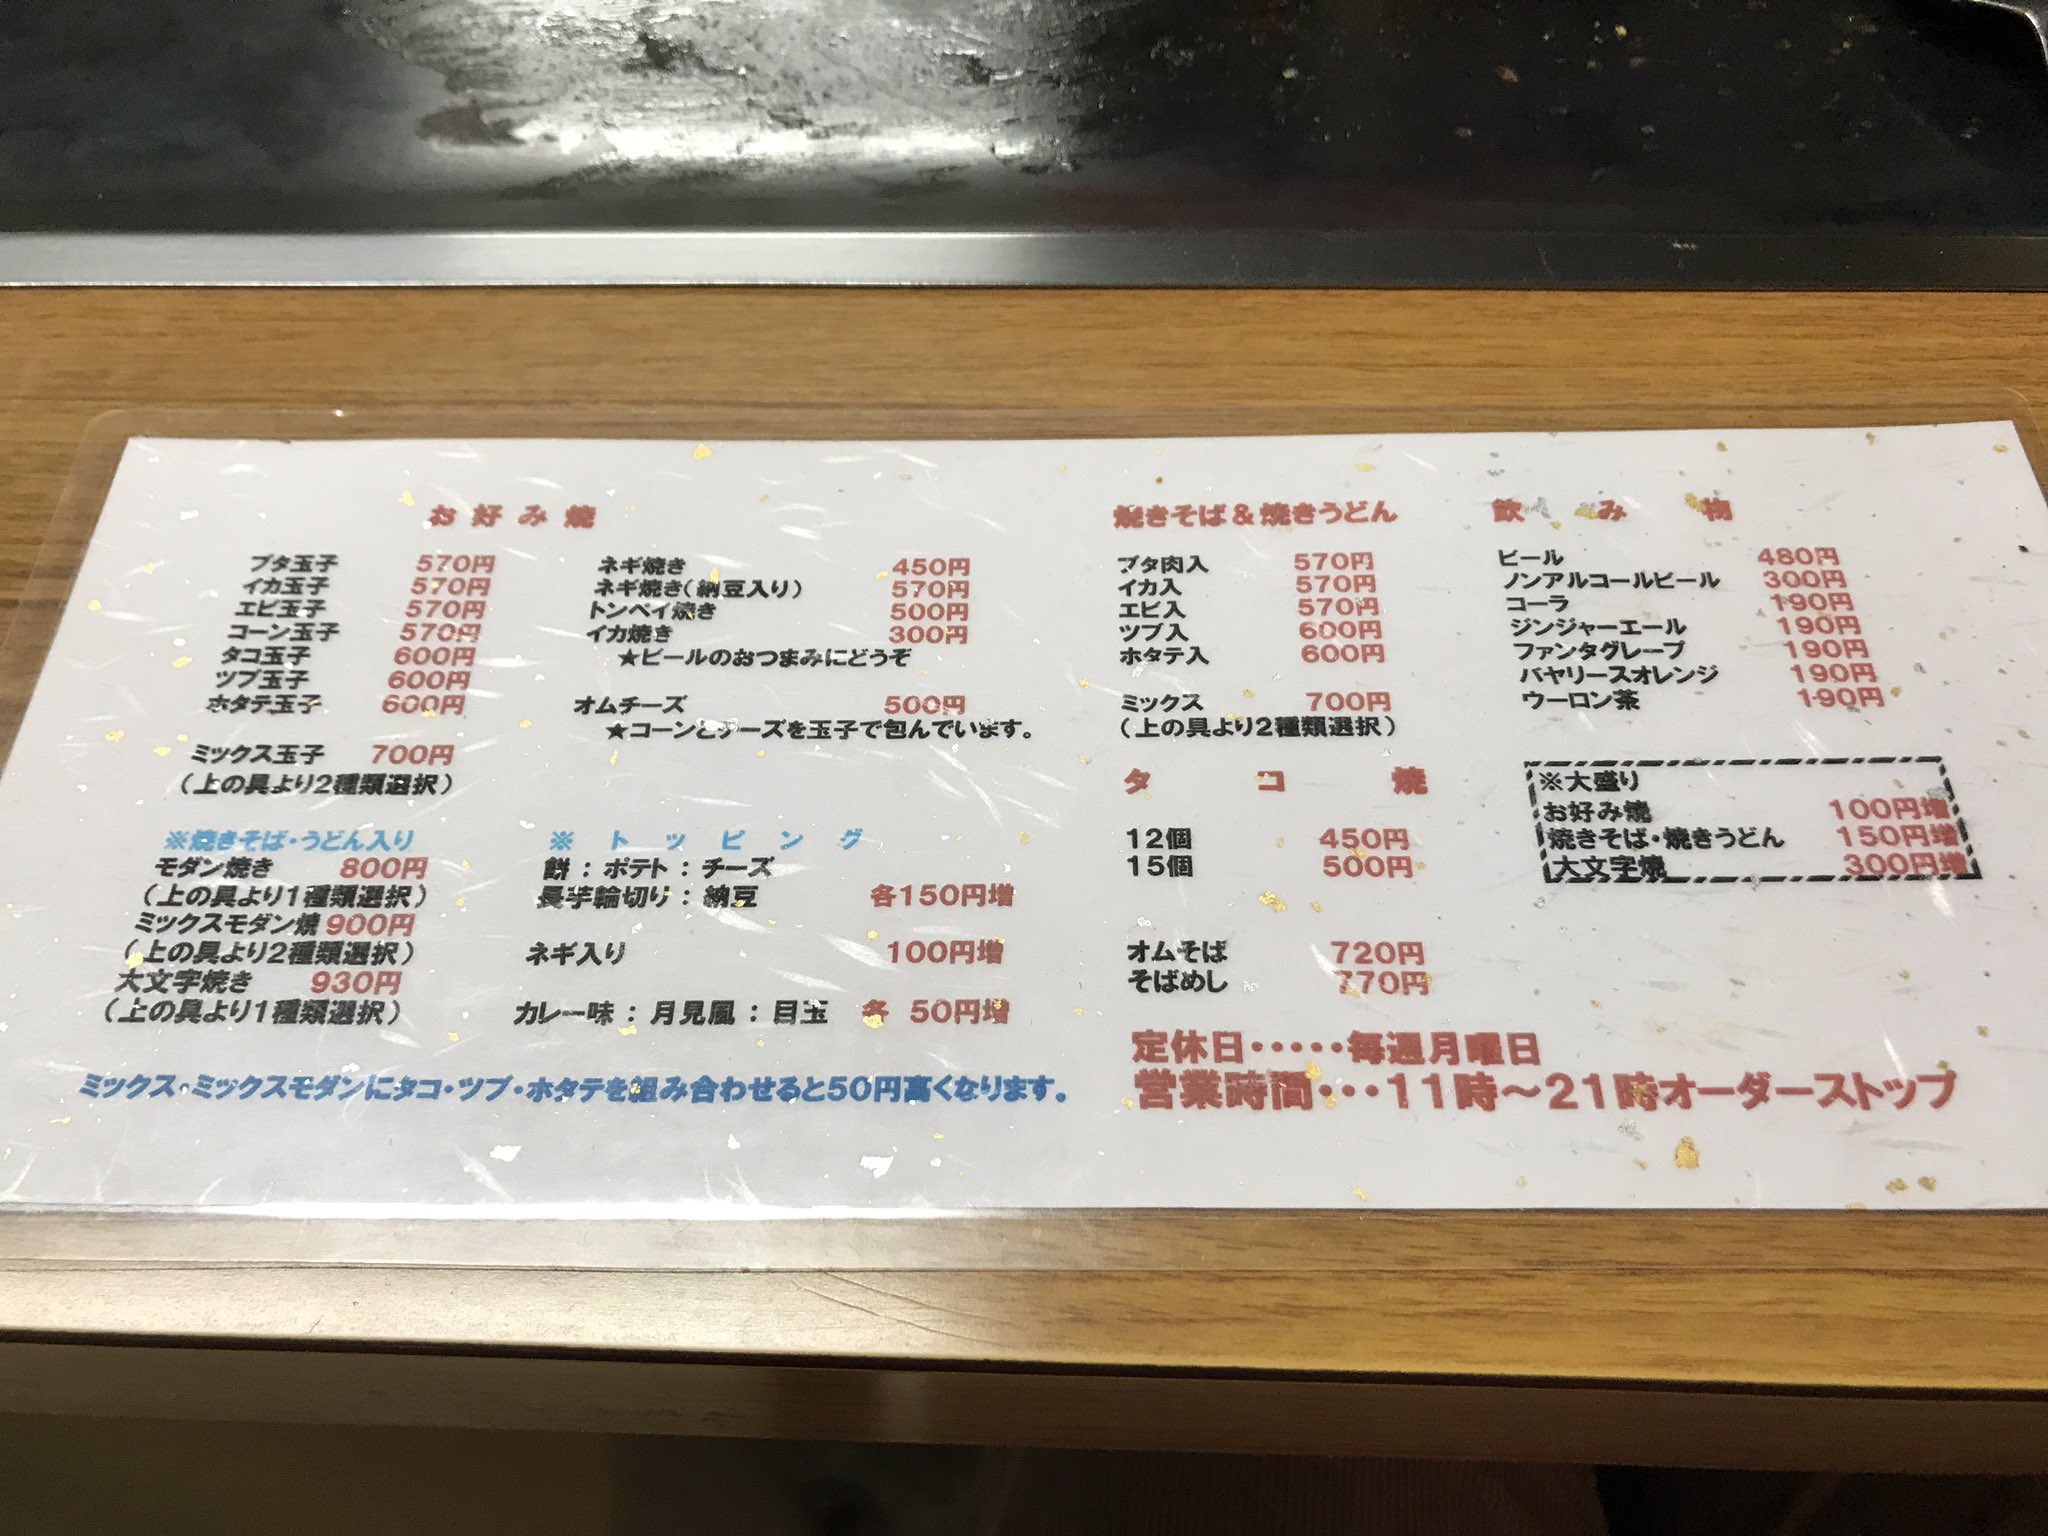 お好み焼
ブタ玉子 570円
イカ玉子 570円
エビ玉子 570円
コーン玉子 570円
タコ玉子 600円
ツブ玉子 600円
ホタテ玉子 600円
ミックス玉子 700円
（上の具より2種類選択）
※焼きそば・うどん入り
モダン焼き 800円
（上の具より1種類選択）
ミックスモダン焼 900円
（上の具より2種類選択）
大文字焼き 930円
（上の具より1種類選択）
ネギ焼き 450円
ネギ焼き（納豆入り） 570円
トンペイ焼き 500円
イカ焼き 300円
★ビールのおつまみにどうぞ
オムチーズ 500円
★コーンとチーズを玉子で包んでいます。
※トッピング
餅：ポテト：チーズ
長芋輪切り：納豆 各150円増
ネギ入り 100円増
カレー味：月見風：目玉 各 50円増
ミックス・ミックスモダンにタコ・ツブ・ホタテを組み合わせると50円高くなります。
焼きそば＆焼きうどん
ブタ肉入 570円
イカ入 570円
エビ入 570円
ツブ入 600円
ホタテ入 600円
ミックス 700円
（上の具より2種類選択）
タコ焼
12個 450円
15個 500円
オムそば 720円
そばめし 770円
飲み物
ビール 480円
ノンアルコールビール 300円
コーラ 190円
ジンジャーエール 190円
ファンタグレープ 190円
バヤリースオレンジ 190円
ウーロン茶 190円
※大盛り
お好み焼 100円増
焼きそば・焼きうどん 150円増
大文字焼 300円増
定休日・・・・・毎週月曜日
営業時間・・・11時～21時オーダーストップ